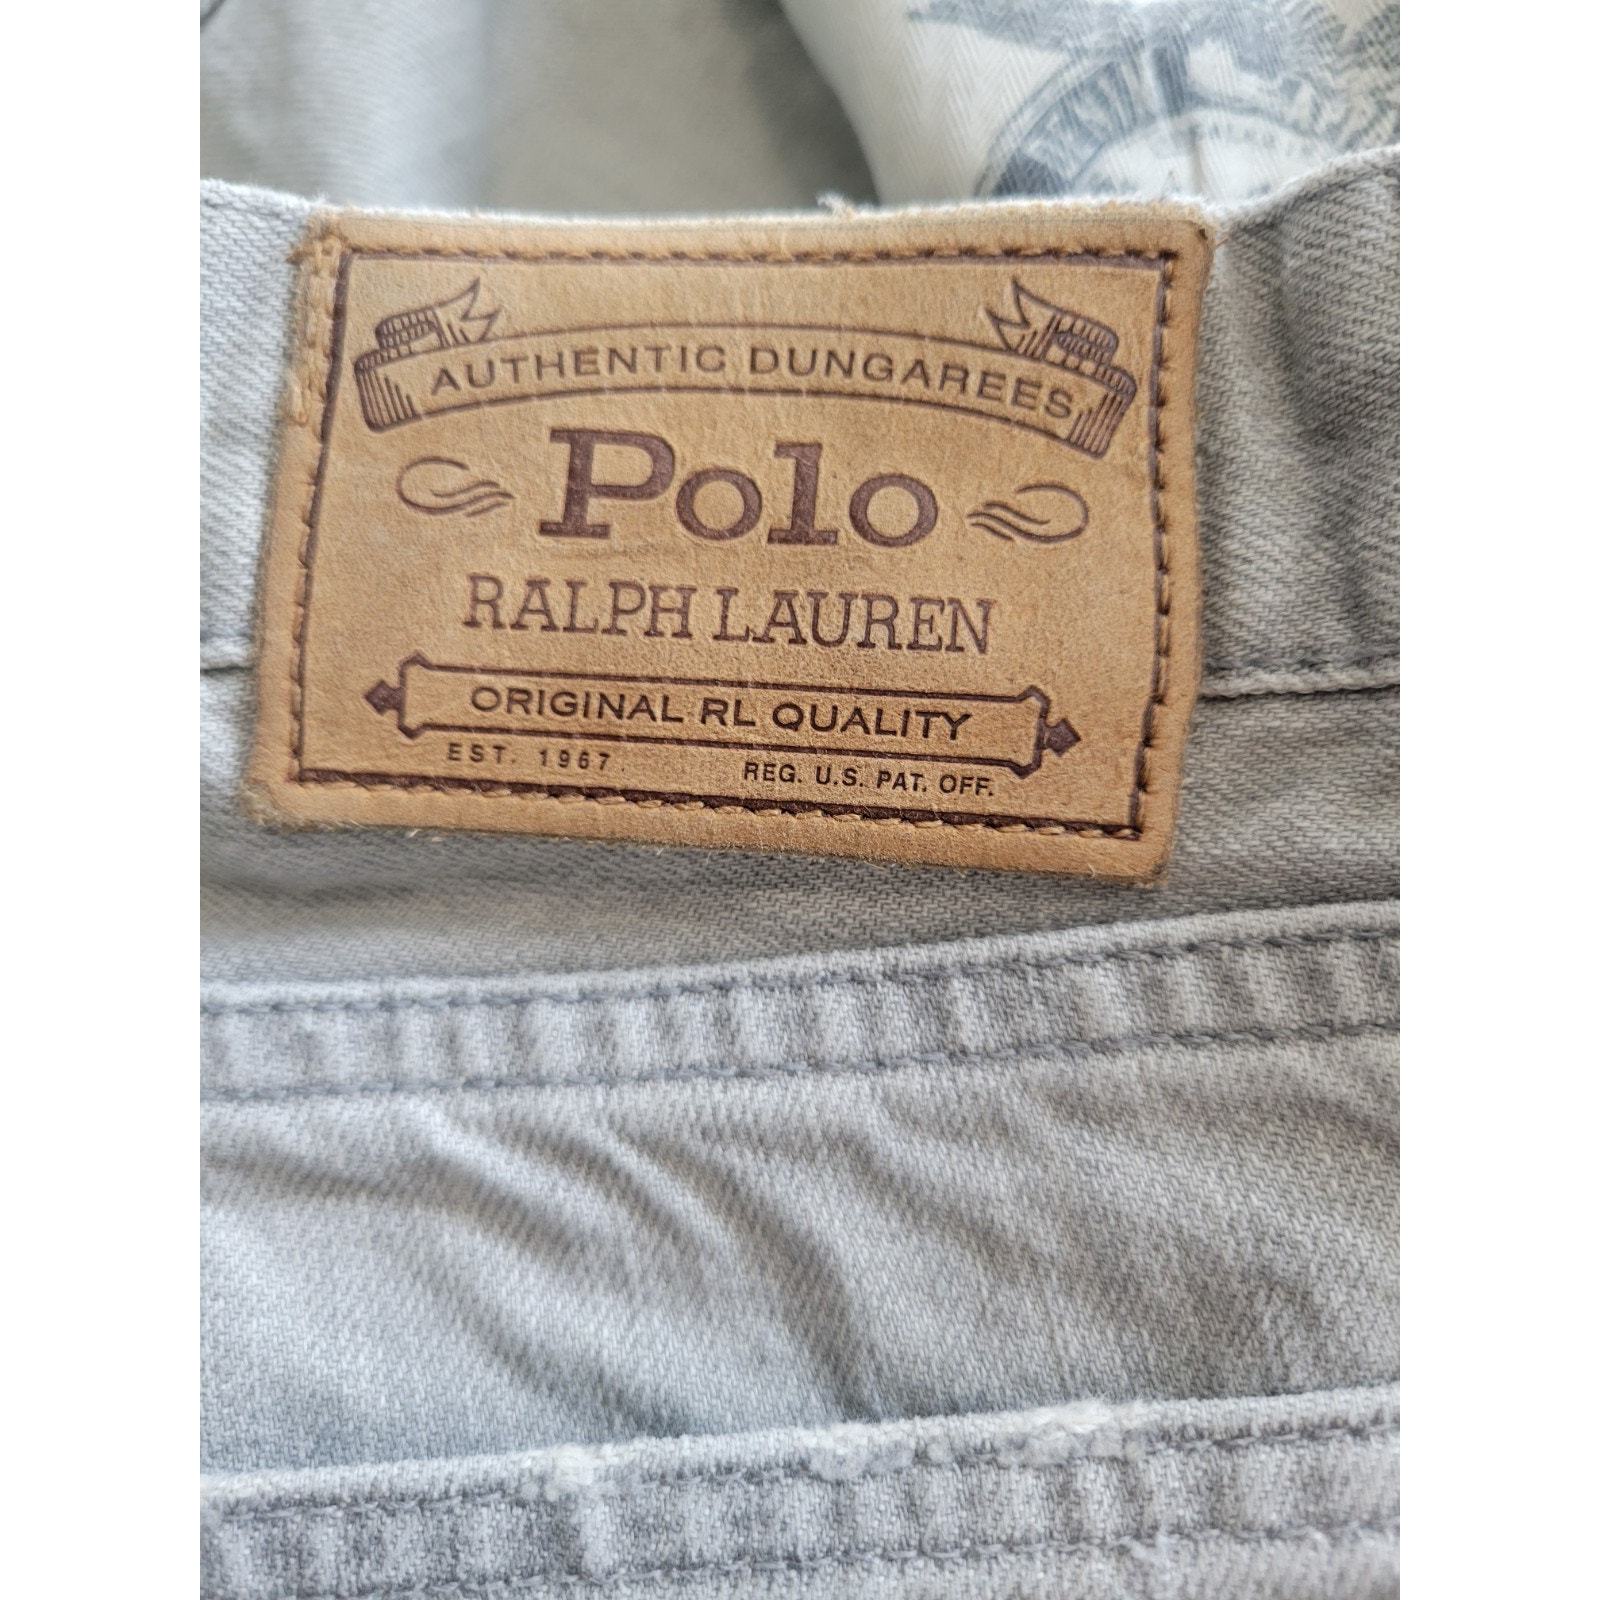 AUTHENTIC DUNGAREES
Polo
RALPH LAUREN
ORIGINAL RL QUALITY
EST. 1967.
REG. U.S. PAT. OFF.